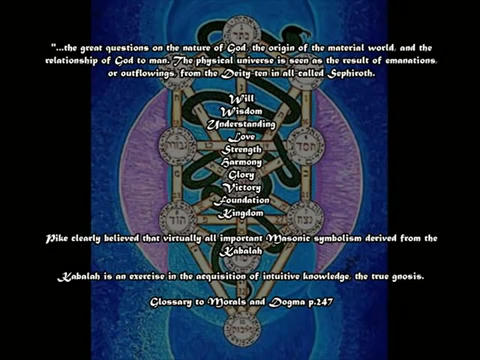 "...the great questions on the nature of God, the origin of the material world, and the
relationship of God to man. The physical universe is seen as the result of emanations,
or outflowings, from the Deity-ten in all-called Sephiroth.
Will
Wisdom
Understanding
Love
Strength
Harmony
Glory
Victory
Foundation
Kingdom
Pike clearly believed that virtually all important Masonic symbolism derived from the
Kabalah
Kabalah is an exercise in the acquisition of intuitive knowledge, the true gnosis.
Glossary to Morals and Dogma p.247